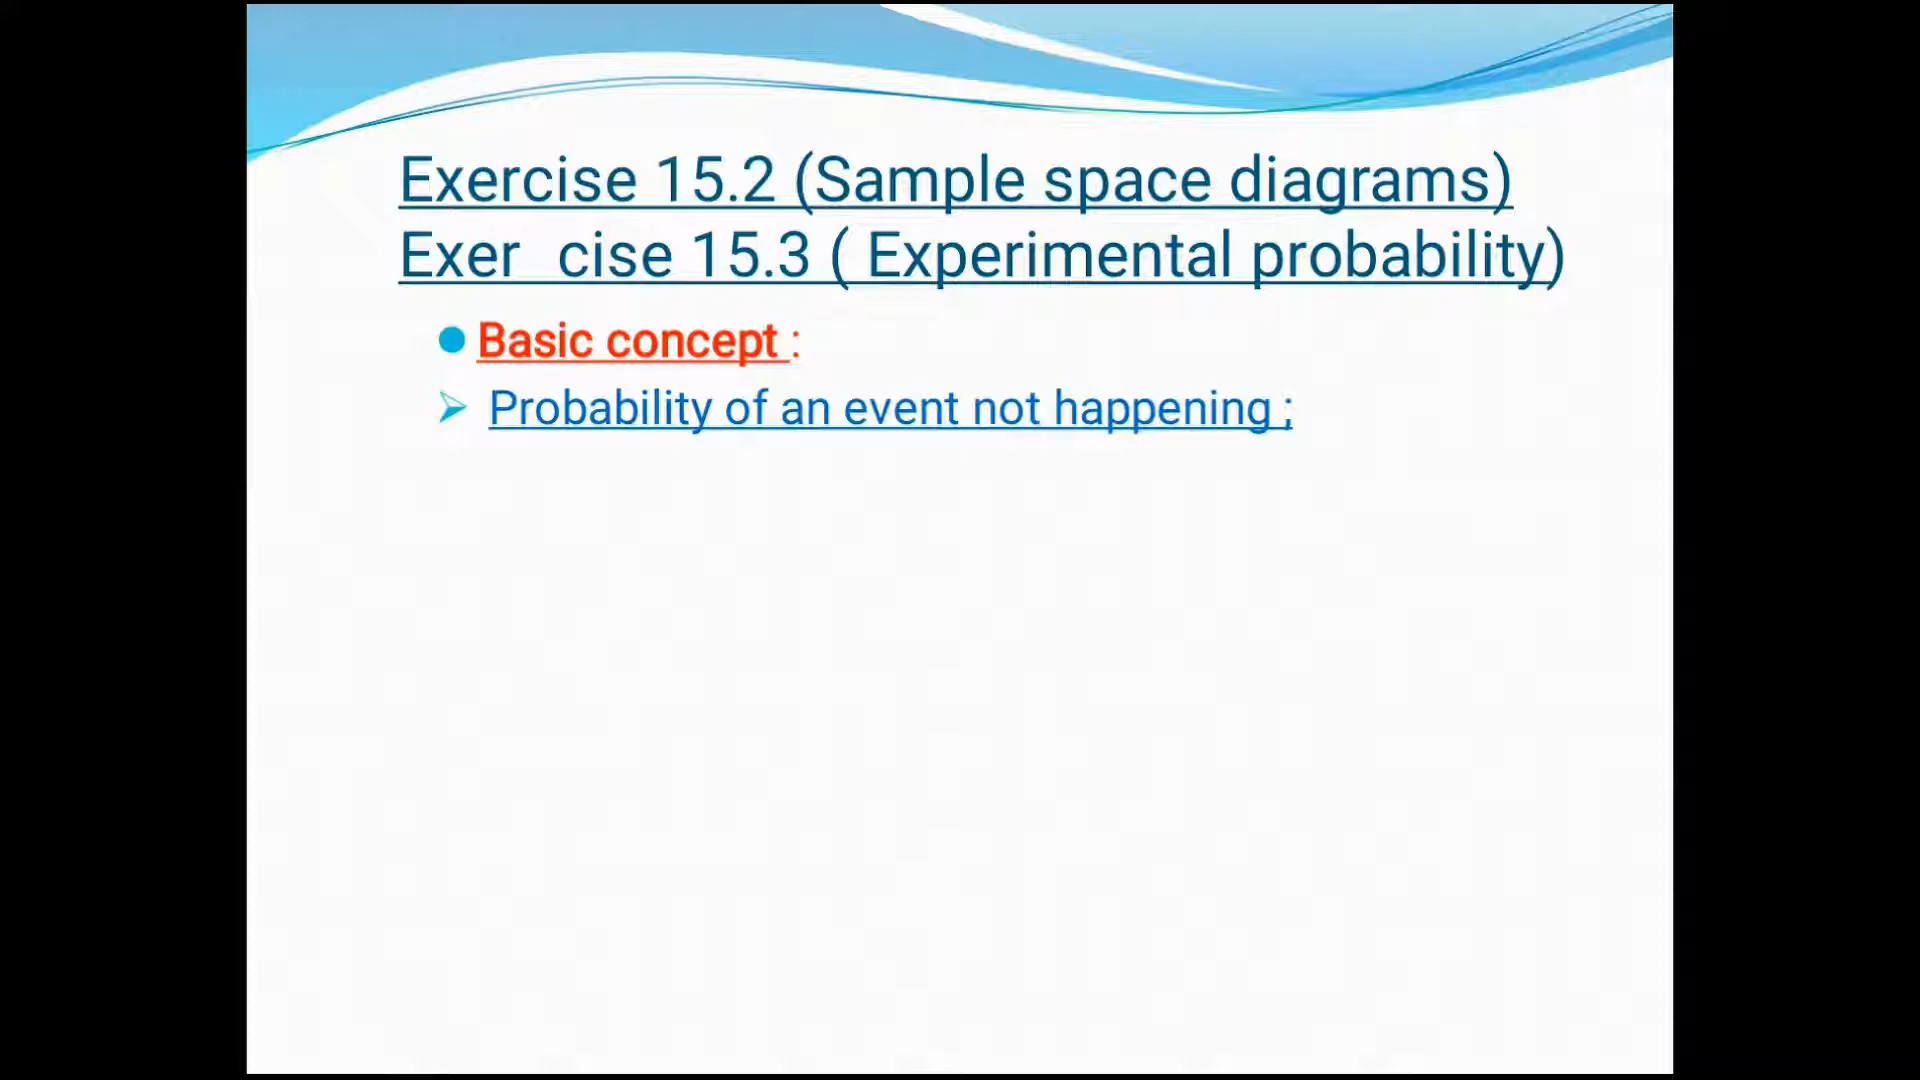 Exercise 15.2 (Sample space diagrams)
Exer cise 15.3 ( Experimental probability)
Basic concept :
Probability of an event not happening ;